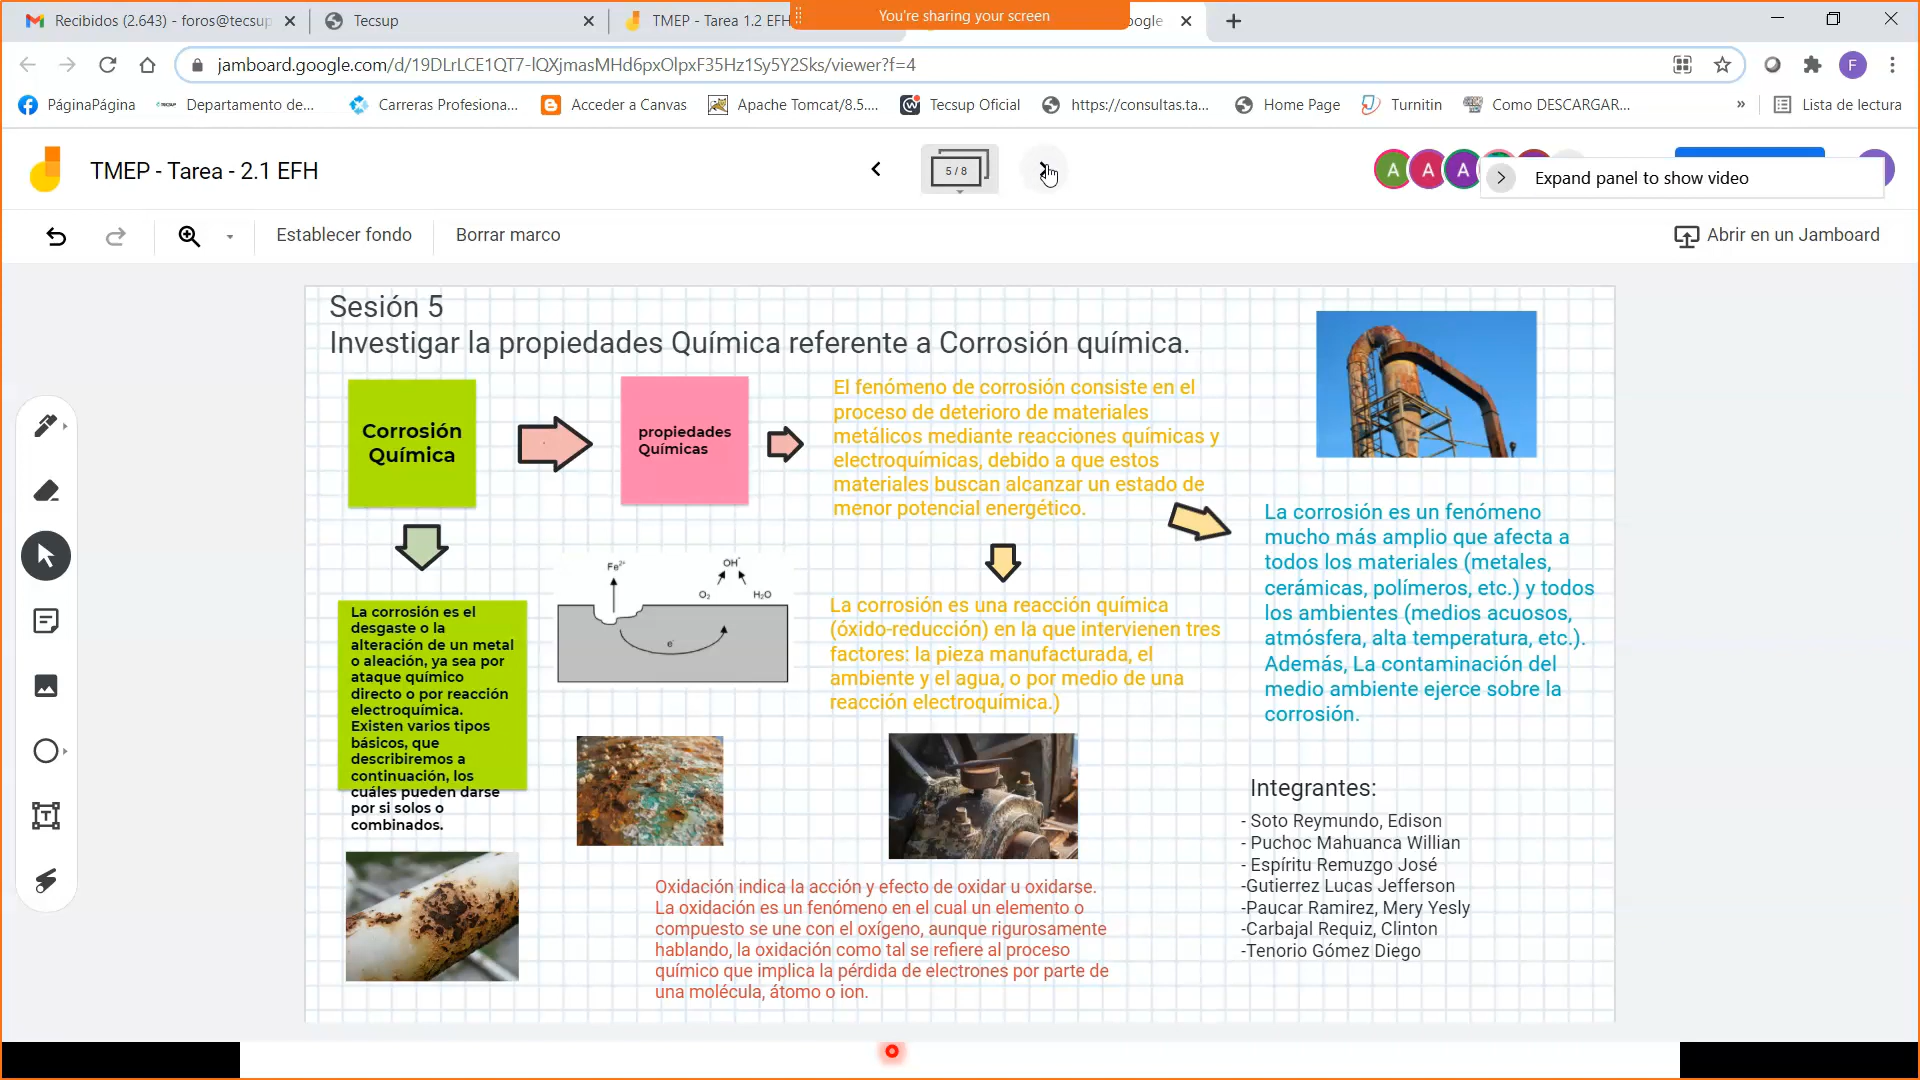 Recibidos (2.643) - foros@tecsup
Tecsup
TMEP - Tarea 1.2 EFH
You're sharing your screen
ogle
jamboard.google.com/d/19DLrLCE1QT7-lQXjmasMHd6pxOlpxF35Hz1Sy5Y2Sks/viewer?f=4
F
PáginaPágina
Departamento de...
Carreras Profesiona...
Acceder a Canvas
Apache Tomcat/8.5....
Tecsup Oficial
https://consultas.ta...
Home Page
Turnitin
Como DESCARGAR...
»
Lista de lectura
TMEP - Tarea - 2.1 EFH
5 / 8
A
A
A
Expand panel to show video
Establecer fondo
Borrar marco
Abrir en un Jamboard
Sesión 5
Investigar la propiedades Química referente a Corrosión química.
Corrosión
Química
propiedades
Químicas
El fenómeno de corrosión consiste en el
proceso de deterioro de materiales
metálicos mediante reacciones químicas y
electroquímicas, debido a que estos
materiales buscan alcanzar un estado de
menor potencial energético.
La corrosión es un fenómeno
mucho más amplio que afecta a
todos los materiales (metales,
cerámicas, polímeros, etc.) y todos
los ambientes (medios acuosos,
atmósfera, alta temperatura, etc.).
Además, La contaminación del
medio ambiente ejerce sobre la
corrosión.
Fe²⁺
OH⁻
O₂
H₂O
e⁻
La corrosión es una reacción química
(óxido-reducción) en la que intervienen tres
factores: la pieza manufacturada, el
ambiente y el agua, o por medio de una
reacción electroquímica.)
La corrosión es el
desgaste o la
alteración de un metal
o aleación, ya sea por
ataque químico
directo o por reacción
electroquímica.
Existen varios tipos
básicos, que
describiremos a
continuación, los
cuáles pueden darse
por si solos o
combinados.
Oxidación indica la acción y efecto de oxidar u oxidarse.
La oxidación es un fenómeno en el cual un elemento o
compuesto se une con el oxígeno, aunque rigurosamente
hablando, la oxidación como tal se refiere al proceso
químico que implica la pérdida de electrones por parte de
una molécula, átomo o ion.
Integrantes:
- Soto Reymundo, Edison
- Puchoc Mahuanca Willian
- Espíritu Remuzgo José
-Gutierrez Lucas Jefferson
-Paucar Ramirez, Mery Yesly
-Carbajal Requiz, Clinton
-Tenorio Gómez Diego